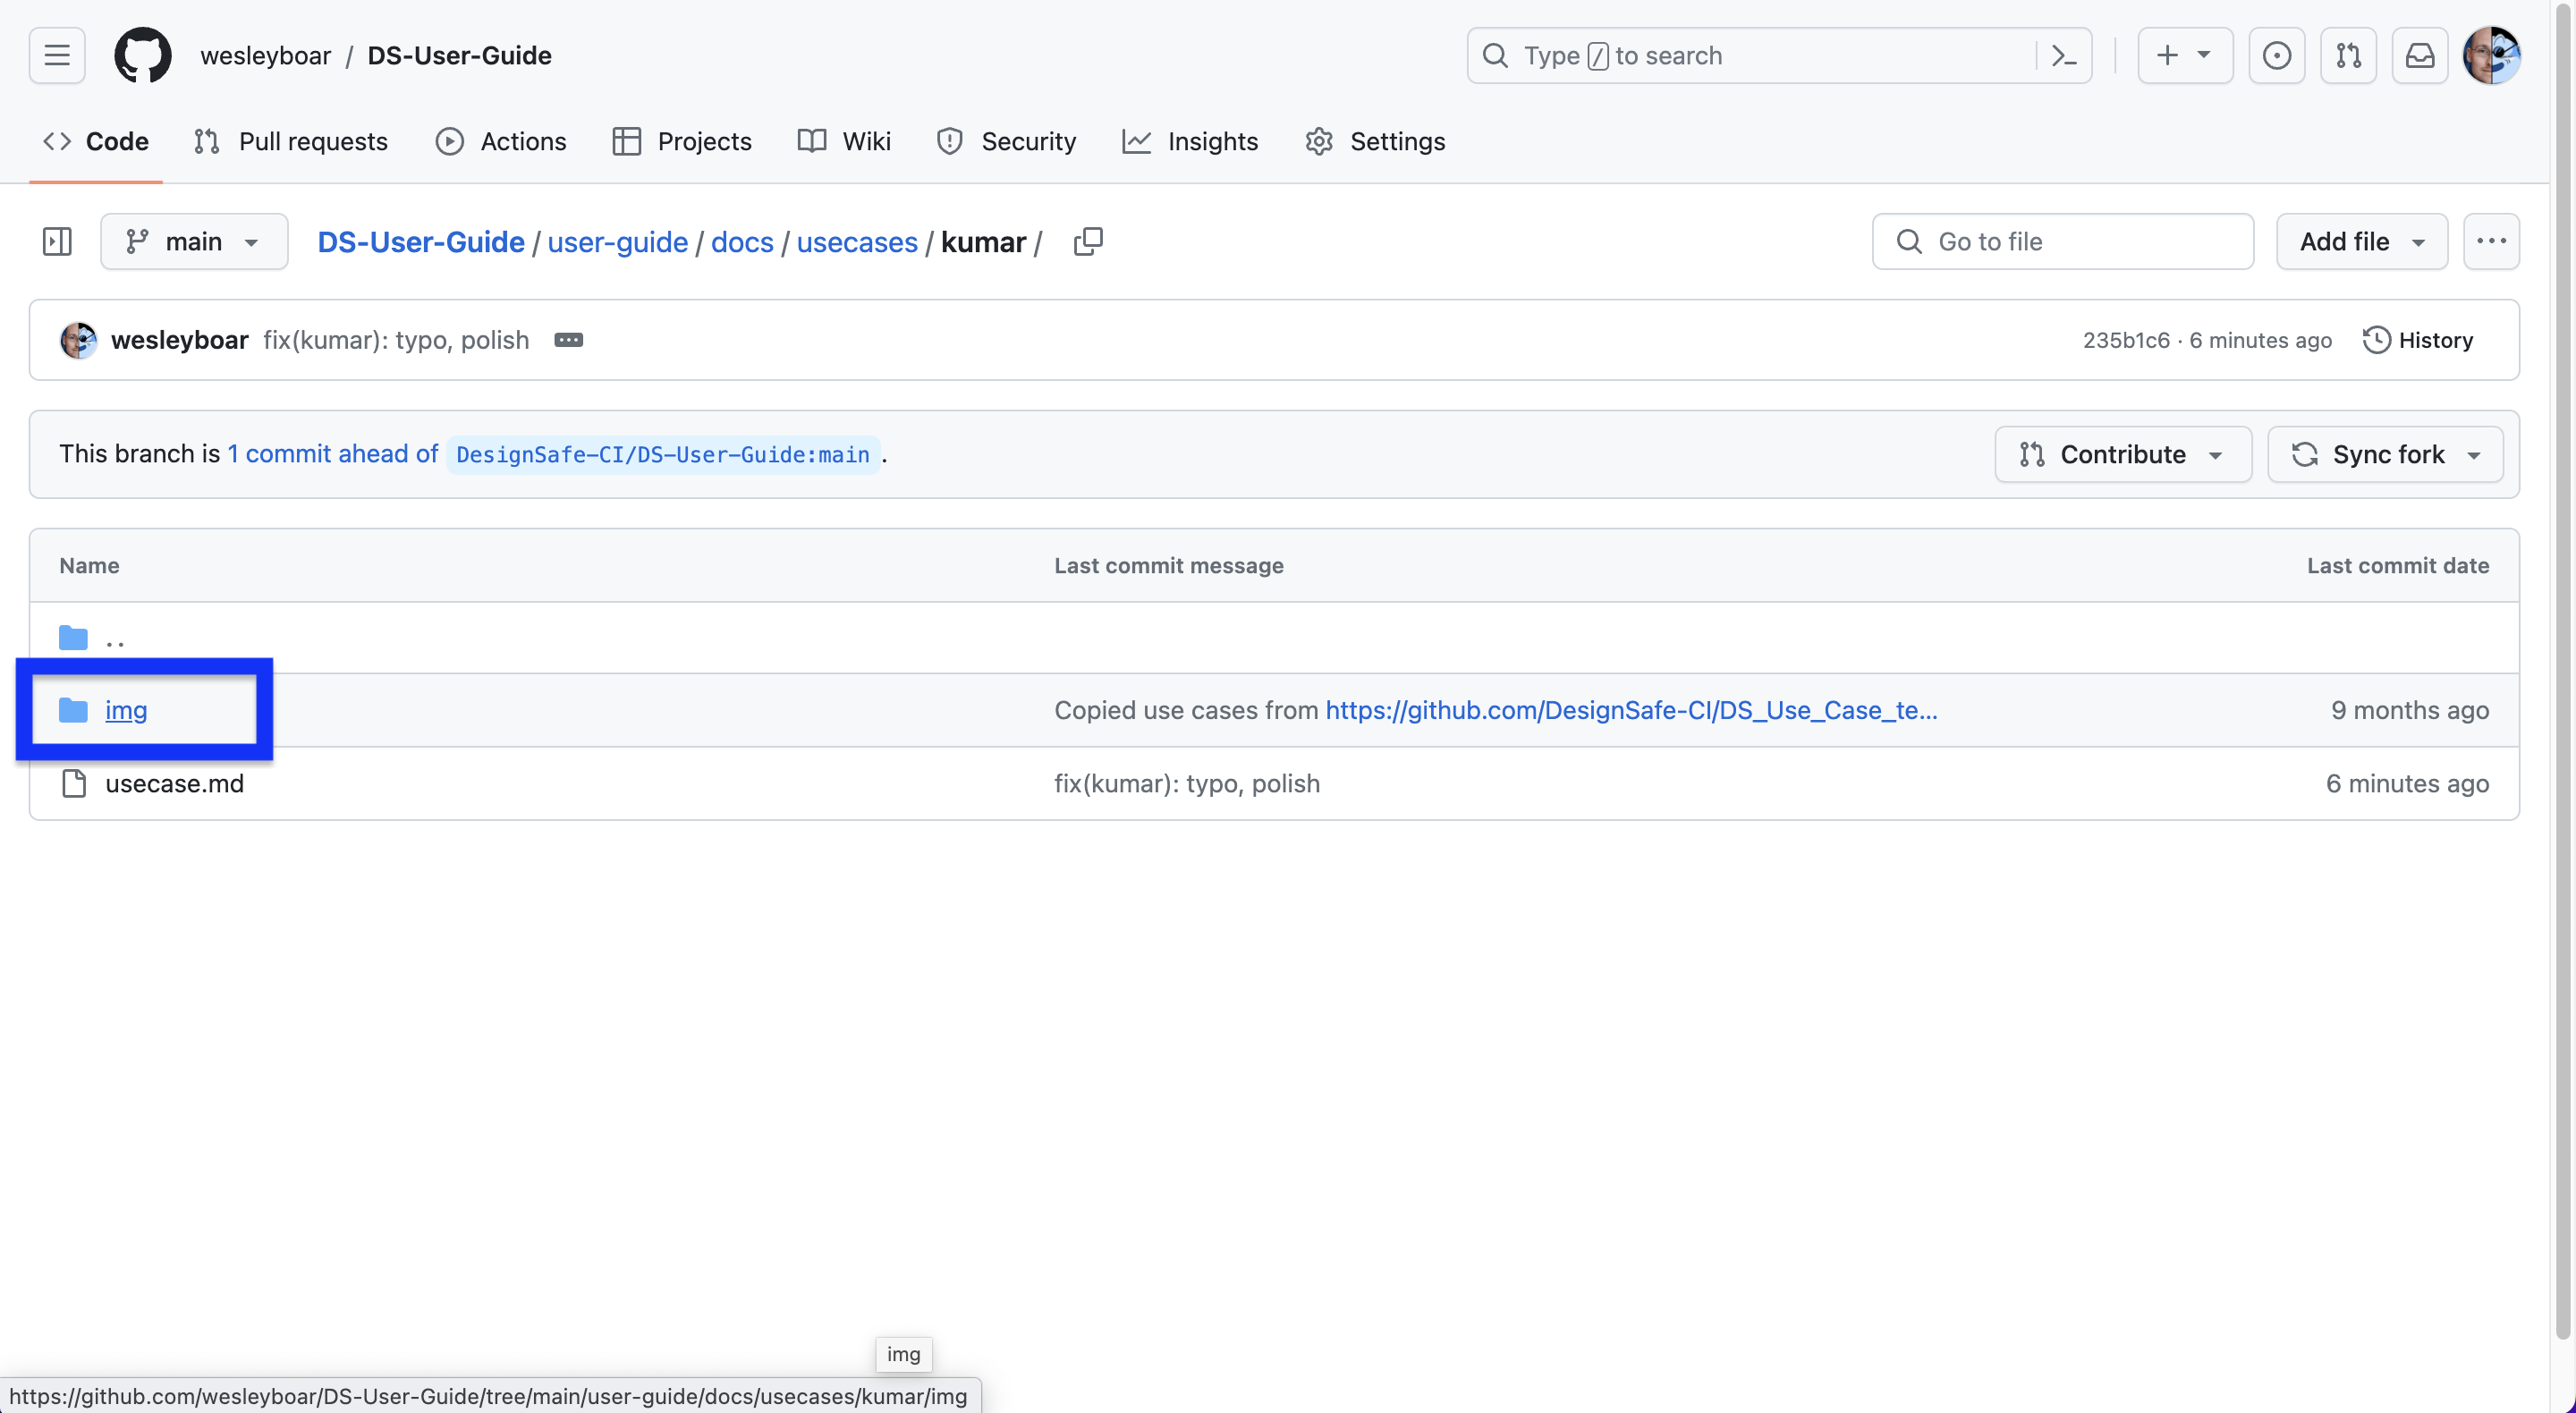 wesleyboar / DS-User-Guide
Type / to search
Code
Pull requests
Actions
Projects
Wiki
Security
Insights
Settings
main
DS-User-Guide / user-guide / docs / usecases / kumar /
Go to file
Add file
wesleyboar fix(kumar): typo, polish
235b1c6 · 6 minutes ago
History
This branch is 1 commit ahead of DesignSafe-CI/DS-User-Guide:main .
Contribute
Sync fork
Name
Last commit message
Last commit date
..
img
Copied use cases from https://github.com/DesignSafe-CI/DS_Use_Case_te...
9 months ago
usecase.md
fix(kumar): typo, polish
6 minutes ago
img
https://github.com/wesleyboar/DS-User-Guide/tree/main/user-guide/docs/usecases/kumar/img